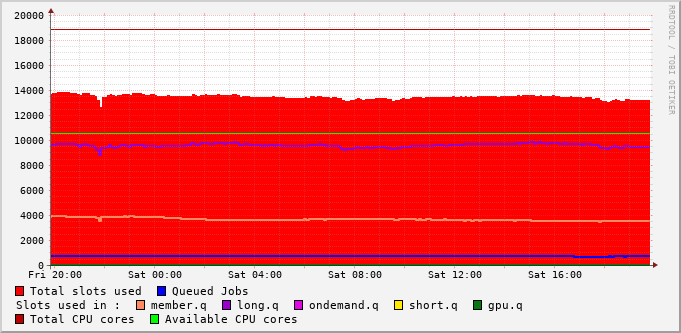 RRDTOOL / TOBI OETIKER
20000
18000
16000
14000
12000
10000
8000
6000
4000
2000
0
Fri 20:00 Sat 00:00 Sat 04:00 Sat 08:00 Sat 12:00 Sat 16:00
Total slots used Queued Jobs
Slots used in : member.q long.q ondemand.q short.q gpu.q
Total CPU cores Available CPU cores